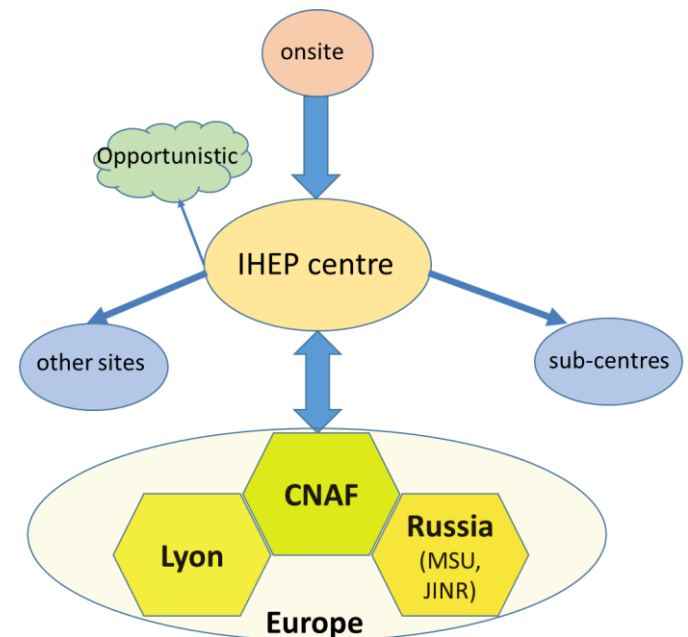 onsite
Opportunistic
IHEP centre
other sites
sub-centres
CNAF
Lyon
Russia
(MSU,
JINR)
Europe